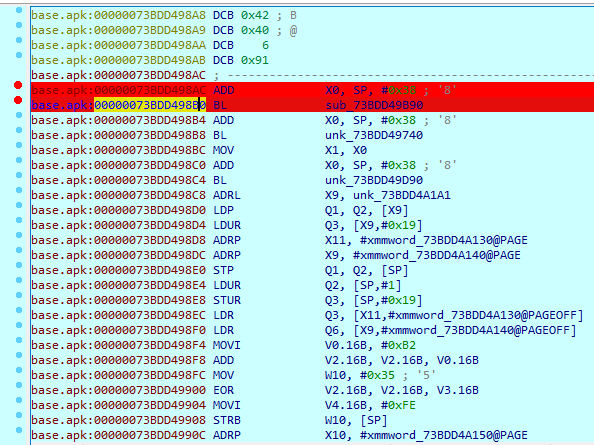 base.apk:00000073BDD498A8 DCB 0x42 ; B
base.apk:00000073BDD498A9 DCB 0x40 ; @
base.apk:00000073BDD498AA DCB    6
base.apk:00000073BDD498AB DCB 0x91
base.apk:00000073BDD498AC ; ---------------------------------------------------------------------------
base.apk:00000073BDD498AC ADD             X0, SP, #0x38 ; '8'
base.apk:00000073BDD498B0 BL              sub_73BDD49B90
base.apk:00000073BDD498B4 ADD             X0, SP, #0x38 ; '8'
base.apk:00000073BDD498B8 BL              unk_73BDD49740
base.apk:00000073BDD498BC MOV             X1, X0
base.apk:00000073BDD498C0 ADD             X0, SP, #0x38 ; '8'
base.apk:00000073BDD498C4 BL              unk_73BDD49D90
base.apk:00000073BDD498C8 ADRL            X9, unk_73BDD4A1A1
base.apk:00000073BDD498D0 LDP             Q1, Q2, [X9]
base.apk:00000073BDD498D4 LDUR            Q3, [X9,#0x19]
base.apk:00000073BDD498D8 ADRP            X11, #xmmword_73BDD4A130@PAGE
base.apk:00000073BDD498DC ADRP            X9, #xmmword_73BDD4A140@PAGE
base.apk:00000073BDD498E0 STP             Q1, Q2, [SP]
base.apk:00000073BDD498E4 LDUR            Q2, [SP,#1]
base.apk:00000073BDD498E8 STUR            Q3, [SP,#0x19]
base.apk:00000073BDD498EC LDR             Q3, [X11,#xmmword_73BDD4A130@PAGEOFF]
base.apk:00000073BDD498F0 LDR             Q6, [X9,#xmmword_73BDD4A140@PAGEOFF]
base.apk:00000073BDD498F4 MOVI            V0.16B, #0xB2
base.apk:00000073BDD498F8 ADD             V2.16B, V2.16B, V0.16B
base.apk:00000073BDD498FC MOV             W10, #0x35 ; '5'
base.apk:00000073BDD49900 EOR             V2.16B, V2.16B, V3.16B
base.apk:00000073BDD49904 MOVI            V4.16B, #0xFE
base.apk:00000073BDD49908 STRB            W10, [SP]
base.apk:00000073BDD4990C ADRP            X10, #xmmword_73BDD4A150@PAGE